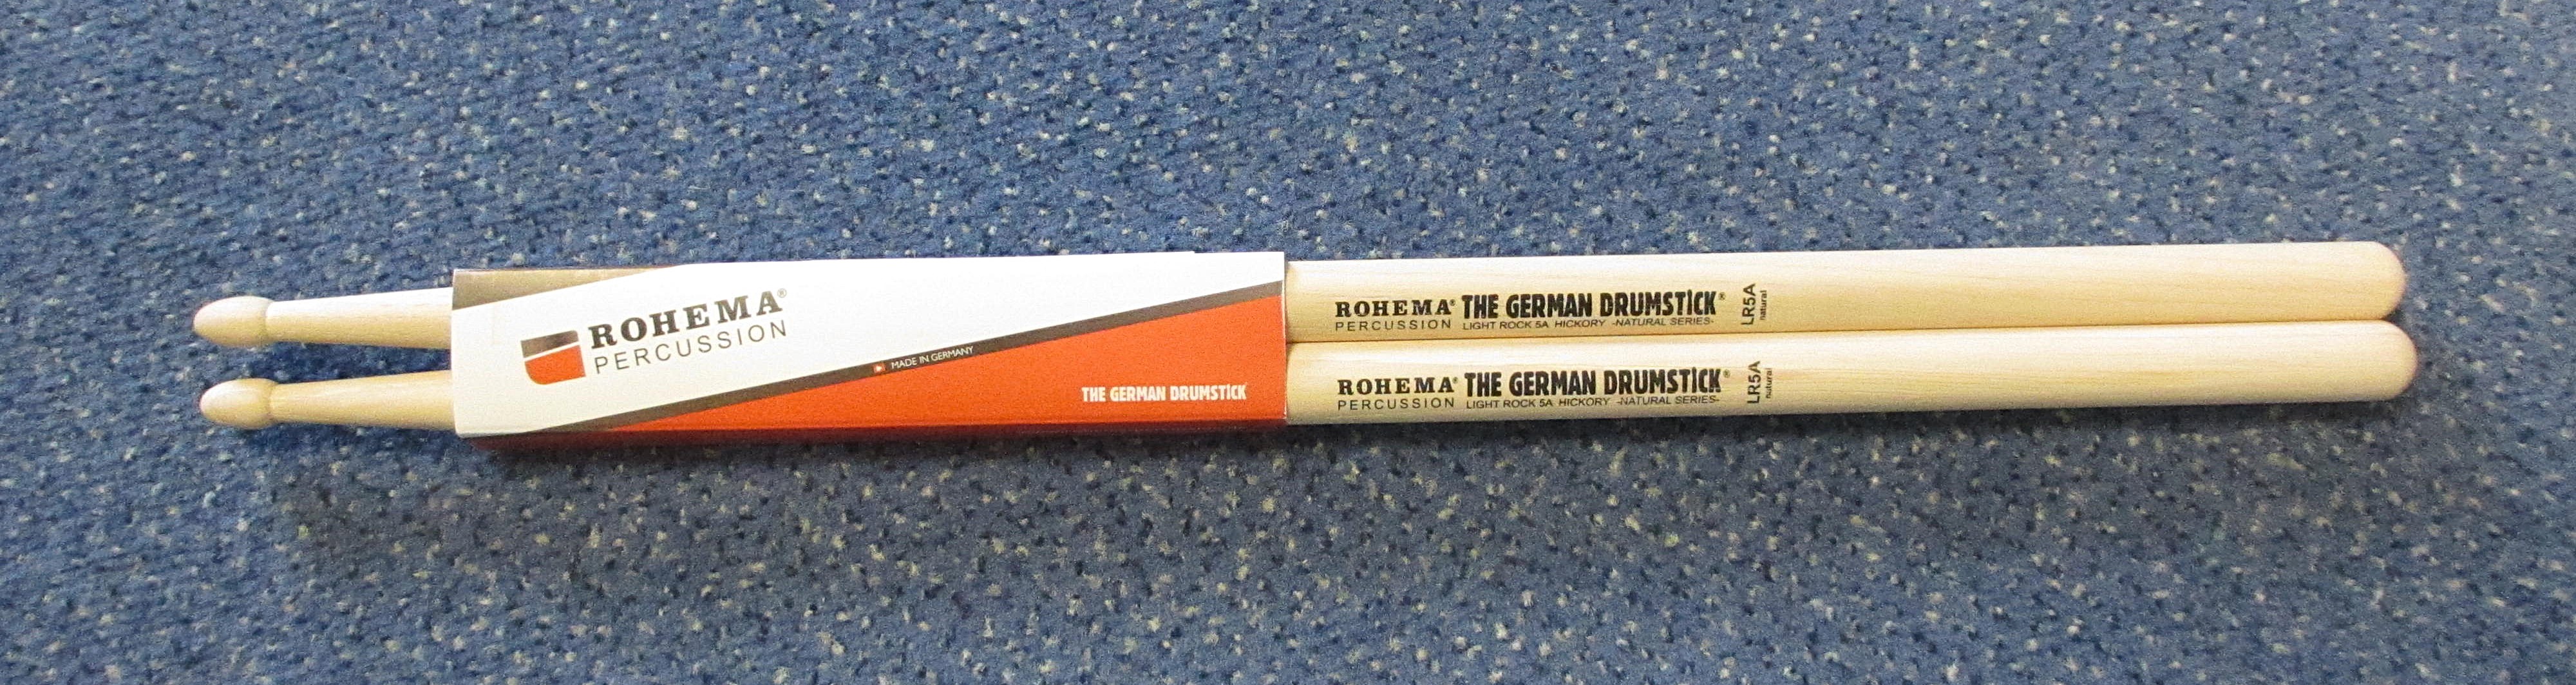 ROHEMA®
PERCUSSION
MADE IN GERMANY
THE GERMAN DRUMSTICK
ROHEMA® THE GERMAN DRUMSTICK®
PERCUSSION LIGHT ROCK 5A HICKORY -NATURAL SERIES-
LR5A
natural
ROHEMA® THE GERMAN DRUMSTICK®
PERCUSSION LIGHT ROCK 5A HICKORY -NATURAL SERIES-
LR5A
natural